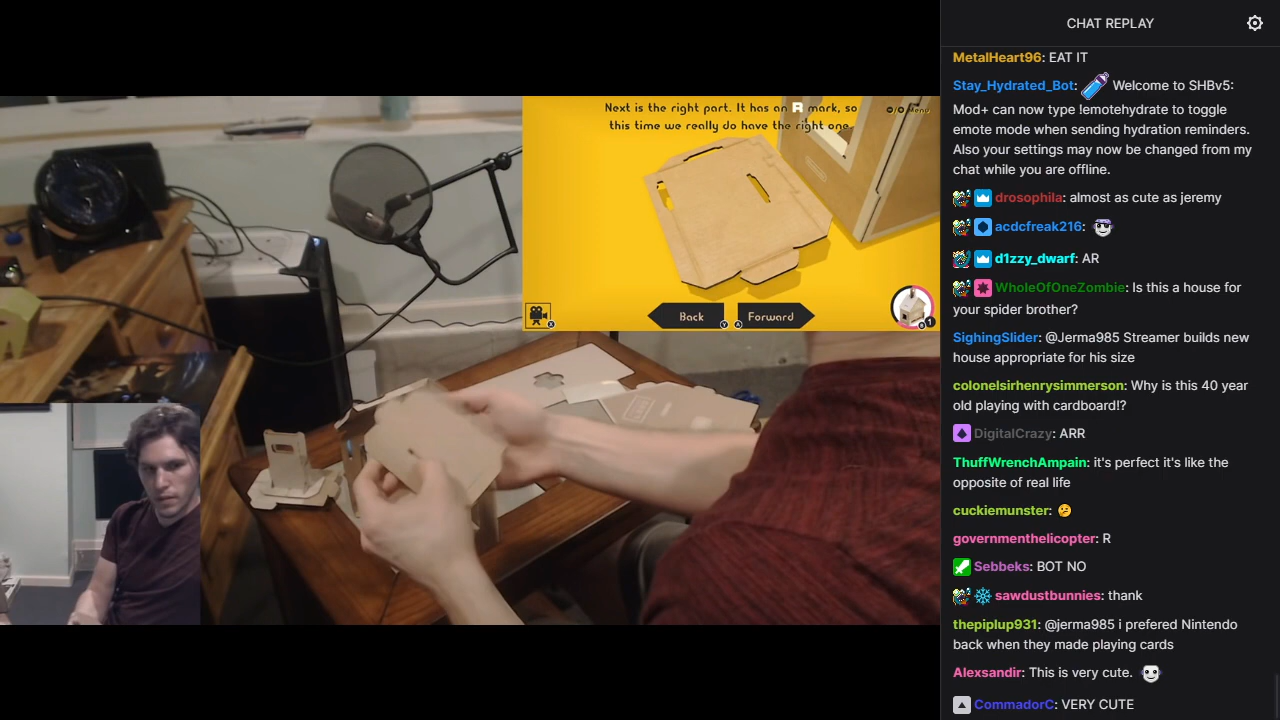 Next is the right part. It has an R mark, so
this time we really do have the right one.
Menu
X
Back
Y
A
Forward
CHAT REPLAY
MetalHeart96: EAT IT
Stay_Hydrated_Bot: Welcome to SHBv5:
Mod+ can now type !emotehydrate to toggle
emote mode when sending hydration reminders.
Also your settings may now be changed from my
chat while you are offline.
drosophila: almost as cute as jeremy
acdcfreak216:
d1zzy_dwarf: AR
WholeOfOneZombie: Is this a house for
your spider brother?
SighingSlider: @Jerma985 Streamer builds new
house appropriate for his size
colonelsirhenrysimmerson: Why is this 40 year
old playing with cardboard!?
DigitalCrazy: ARR
ThuffWrenchAmpain: it's perfect it's like the
opposite of real life
cuckiemunster:
governmenthelicopter: R
Sebbeks: BOT NO
sawdustbunnies: thank
thepiplup931: @jerma985 i prefered Nintendo
back when they made playing cards
Alexsandir: This is very cute.
CommadorC: VERY CUTE